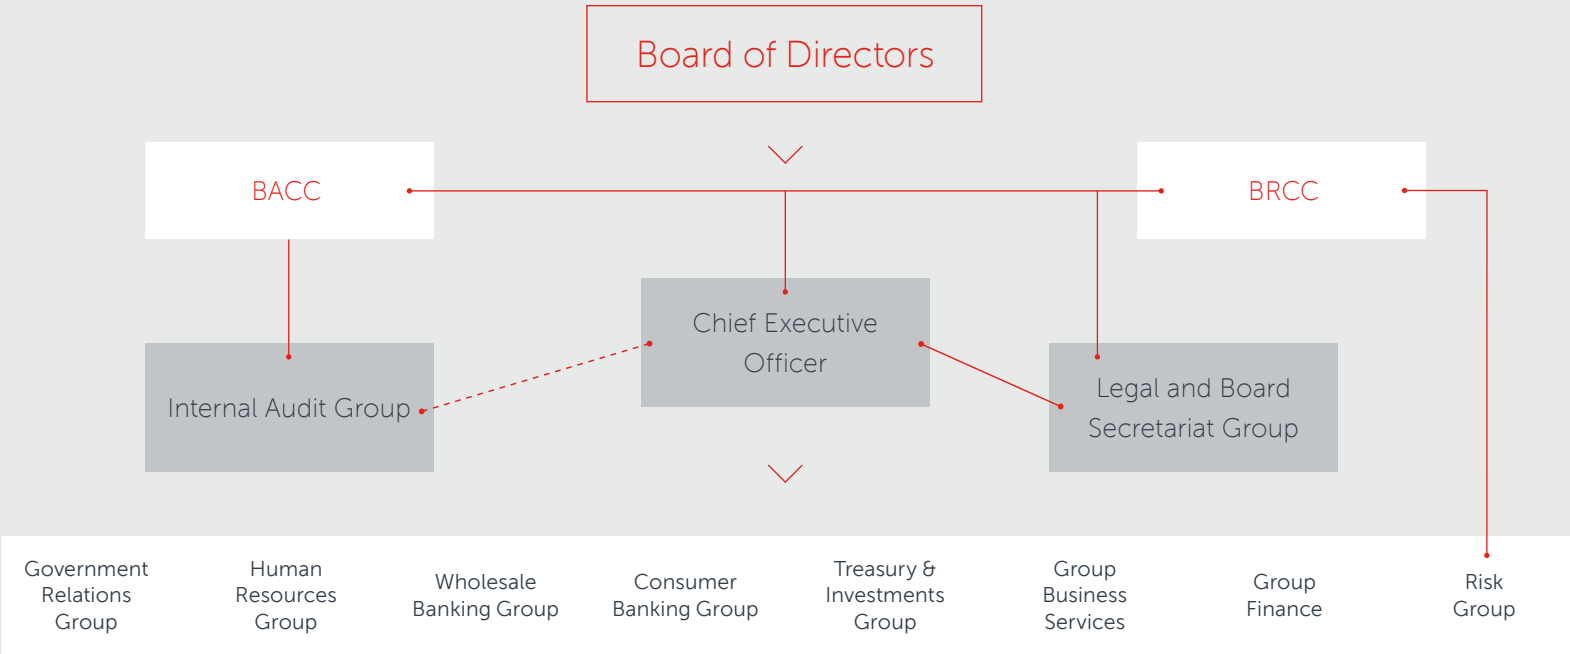 Board of Directors
BACC
BRCC
Chief Executive
Officer
Internal Audit Group
Legal and Board
Secretariat Group
Government
Relations
Group
Human
Resources
Group
Wholesale
Banking Group
Consumer
Banking Group
Treasury &
Investments
Group
Group
Business
Services
Group
Finance
Risk
Group